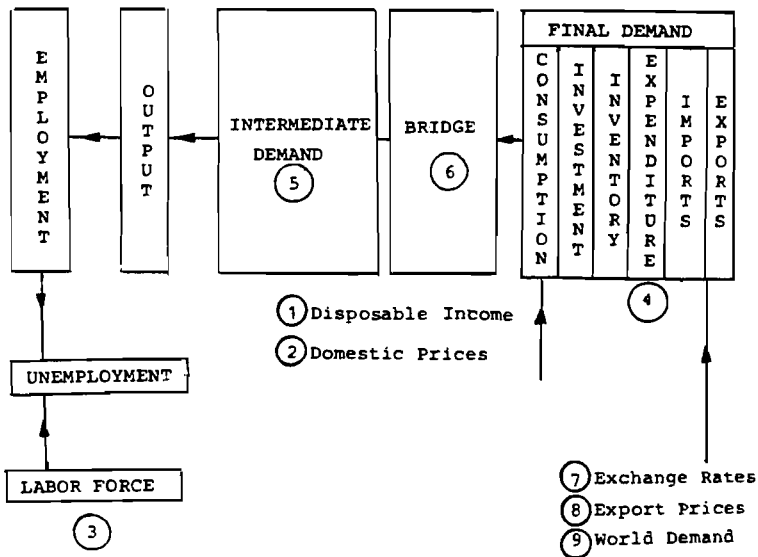 FINAL DEMAND
EMPLOYMENT
OUTPUT
INTERMEDIATE
DEMAND
5
BRIDGE
6
CONSUMPTION
INVESTMENT
INVENTORY
EXPENDITURE
IMPORTS
EXPORTS
4
1 Disposable Income
2 Domestic Prices
UNEMPLOYMENT
LABOR FORCE
3
7 Exchange Rates
8 Export Prices
9 World Demand